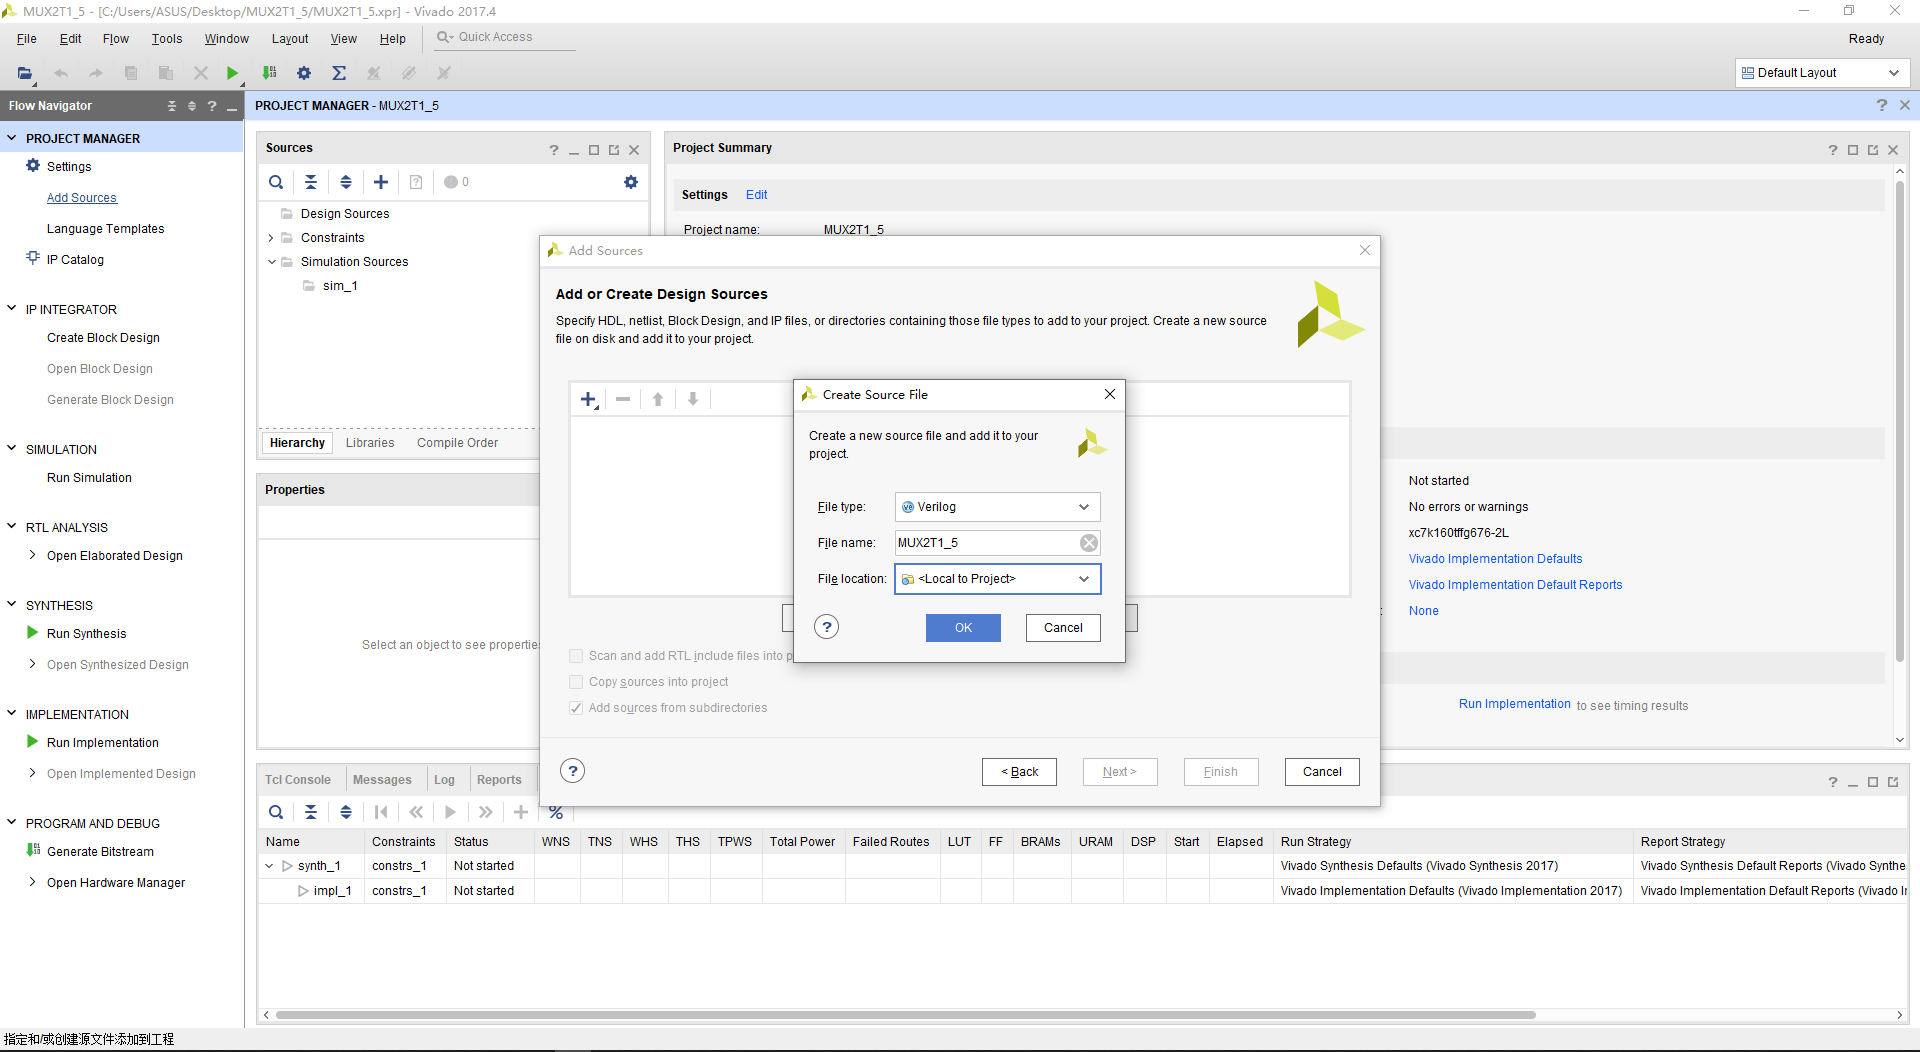 MUX2T1_5 - [C:/Users/ASUS/Desktop/MUX2T1_5/MUX2T1_5.xpr] - Vivado 2017.4
File Edit Flow Tools Window Layout View Help Quick Access
Ready
Default Layout
Flow Navigator
PROJECT MANAGER - MUX2T1_5
PROJECT MANAGER
Settings
Add Sources
Language Templates
IP Catalog
IP INTEGRATOR
Create Block Design
Open Block Design
Generate Block Design
SIMULATION
Run Simulation
RTL ANALYSIS
Open Elaborated Design
SYNTHESIS
Run Synthesis
Open Synthesized Design
IMPLEMENTATION
Run Implementation
Open Implemented Design
PROGRAM AND DEBUG
Generate Bitstream
Open Hardware Manager
Sources
0
Design Sources
Constraints
Simulation Sources
sim_1
Hierarchy Libraries Compile Order
Properties
Select an object to see properties
Project Summary
Settings Edit
Project name: MUX2T1_5
Not started
No errors or warnings
xc7k160tffg676-2L
Vivado Implementation Defaults
Vivado Implementation Default Reports
None
Run Implementation to see timing results
Add Sources
Add or Create Design Sources
Specify HDL, netlist, Block Design, and IP files, or directories containing those file types to add to your project. Create a new source
file on disk and add it to your project.
Scan and add RTL include files into p
Copy sources into project
Add sources from subdirectories
? < Back Next > Finish Cancel
Create Source File
Create a new source file and add it to your
project.
File type: Verilog
File name: MUX2T1_5
File location: <Local to Project>
? OK Cancel
Tcl Console Messages Log Reports
Name Constraints Status WNS TNS WHS THS TPWS Total Power Failed Routes LUT FF BRAMs URAM DSP Start Elapsed Run Strategy Report Strategy
synth_1 constrs_1 Not started Vivado Synthesis Defaults (Vivado Synthesis 2017) Vivado Synthesis Default Reports (Vivado Synthe
impl_1 constrs_1 Not started Vivado Implementation Defaults (Vivado Implementation 2017) Vivado Implementation Default Reports (Vivado I
指定和/或创建源文件添加到工程